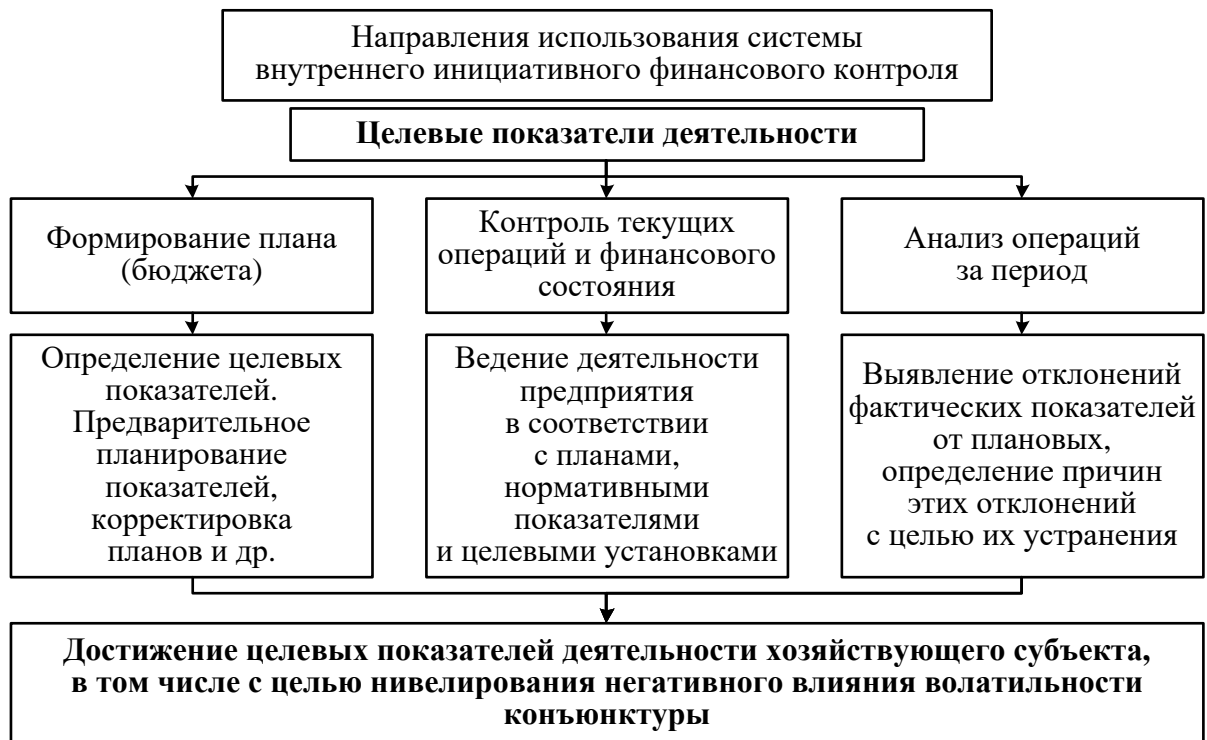 Направления использования системы
внутреннего инициативного финансового контроля
Целевые показатели деятельности
Формирование плана
(бюджета)
Контроль текущих
операций и финансового
состояния
Анализ операций
за период
Определение целевых
показателей.
Предварительное
планирование
показателей,
корректировка
планов и др.
Ведение деятельности
предприятия
в соответствии
с планами,
нормативными
показателями
и целевыми установками
Выявление отклонений
фактических показателей
от плановых,
определение причин
этих отклонений
с целью их устранения
Достижение целевых показателей деятельности хозяйствующего субъекта,
в том числе с целью нивелирования негативного влияния волатильности
конъюнктуры